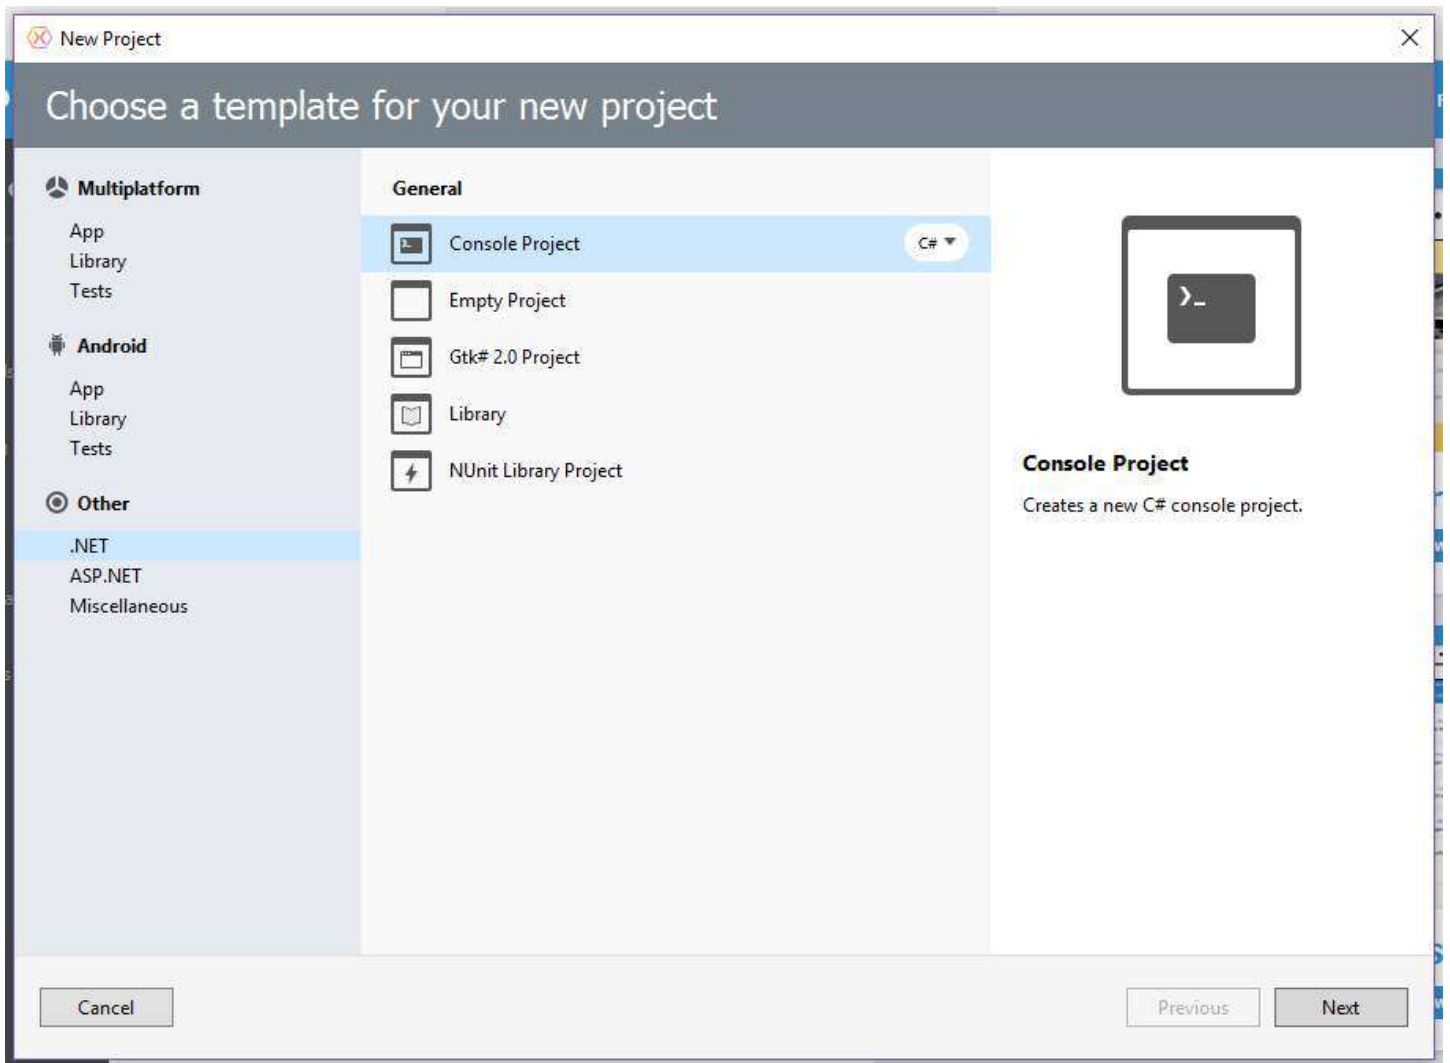 New Project
Choose a template for your new project
Multiplatform
App
Library
Tests
Android
App
Library
Tests
Other
.NET
ASP.NET
Miscellaneous
General
Console Project C#
Empty Project
Gtk# 2.0 Project
Library
NUnit Library Project
Console Project
Creates a new C# console project.
Cancel
Previous
Next